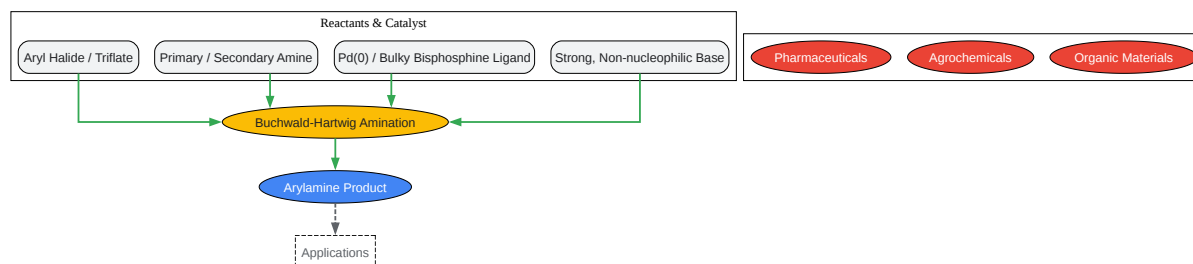 Reactants & Catalyst
Aryl Halide / Triflate
Primary / Secondary Amine
Pd(0) / Bulky Bisphosphine Ligand
Strong, Non-nucleophilic Base
Pharmaceuticals
Agrochemicals
Organic Materials
Buchwald-Hartwig Amination
Arylamine Product
Applications